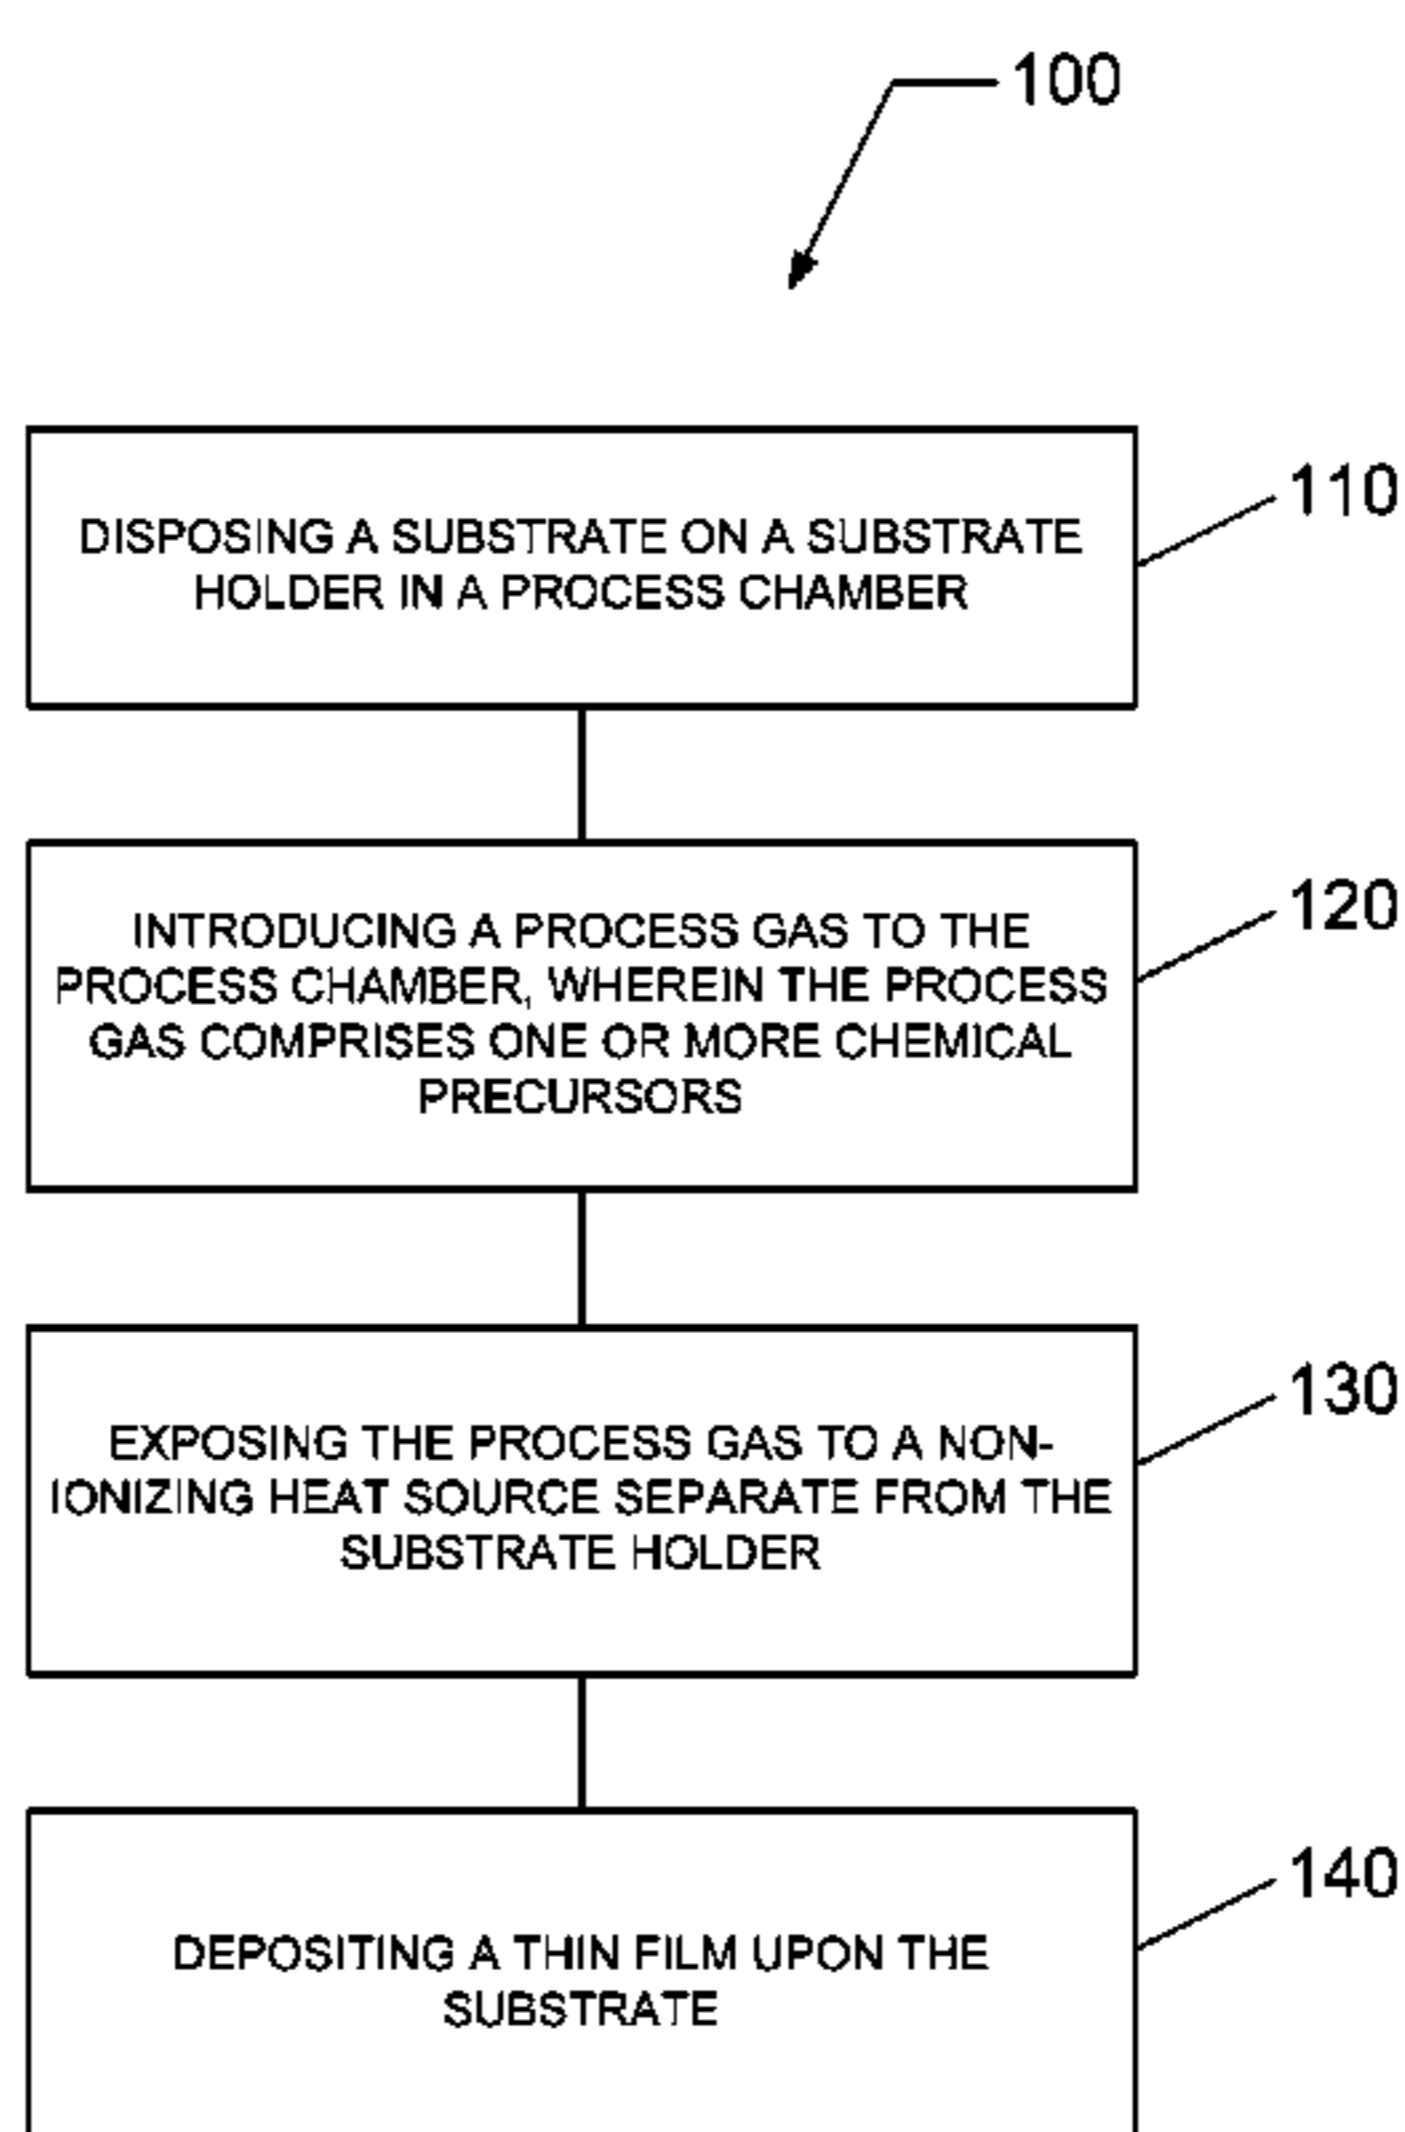 100
DISPOSING A SUBSTRATE ON A SUBSTRATE
HOLDER IN A PROCESS CHAMBER
110
INTRODUCING A PROCESS GAS TO THE
PROCESS CHAMBER, WHEREIN THE PROCESS
GAS COMPRISES ONE OR MORE CHEMICAL
PRECURSORS
120
EXPOSING THE PROCESS GAS TO A NON-
IONIZING HEAT SOURCE SEPARATE FROM THE
SUBSTRATE HOLDER
130
DEPOSITING A THIN FILM UPON THE
SUBSTRATE
140